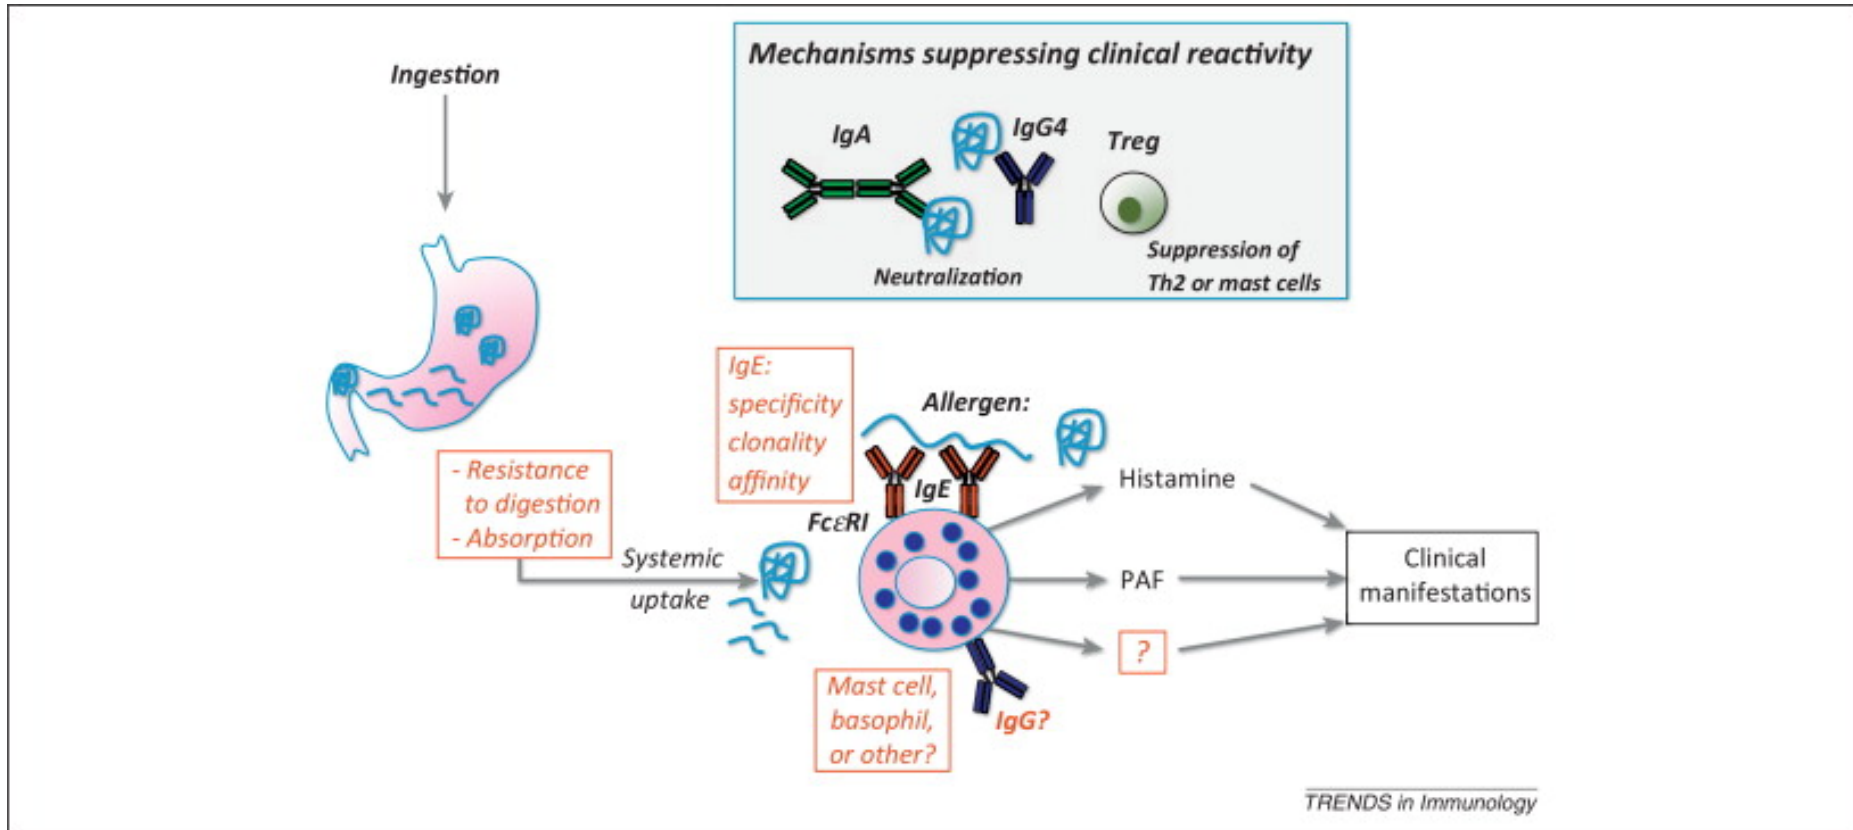 Ingestion
Mechanisms suppressing clinical reactivity
IgA
IgG4
Treg
Neutralization
Suppression of
Th2 or mast cells
- Resistance
to digestion
- Absorption
Systemic
uptake
IgE:
specificity
clonality
affinity
Allergen:
IgE
FcεRI
Mast cell,
basophil,
or other?
IgG?
Histamine
PAF
?
Clinical
manifestations
TRENDS in Immunology